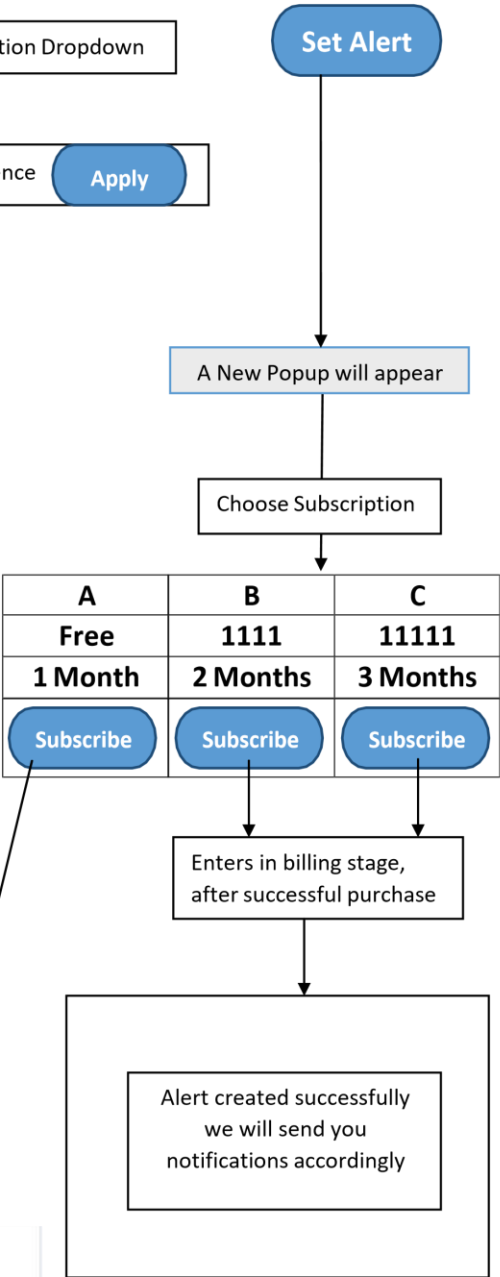 tion Dropdown
Set Alert
ence
Apply
A New Popup will appear
Choose Subscription
A B C
Free 1111 11111
1 Month 2 Months 3 Months
Subscribe Subscribe Subscribe
Enters in billing stage,
after successful purchase
Alert created successfully
we will send you
notifications accordingly